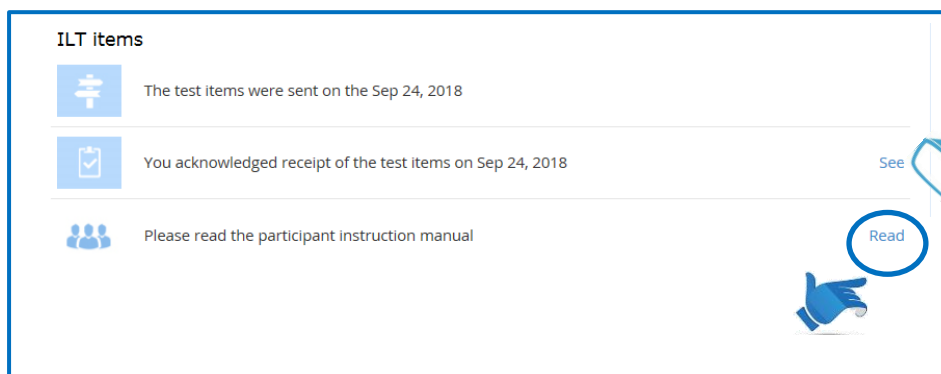 ILT items
The test items were sent on the Sep 24, 2018
You acknowledged receipt of the test items on Sep 24, 2018 See
Please read the participant instruction manual Read